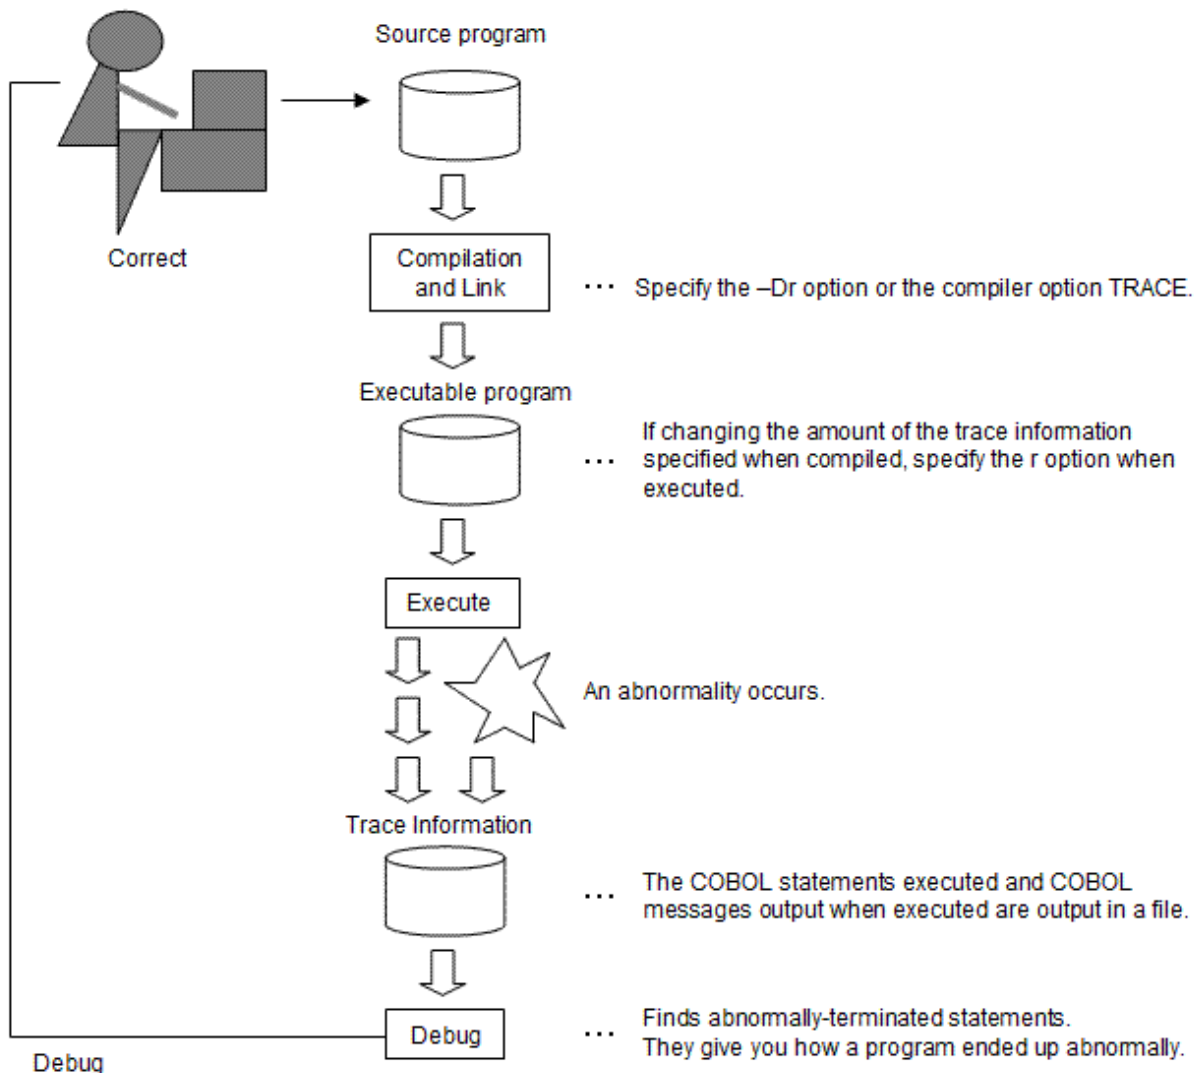 Source program
Correct
Compilation
and Link
... Specify the –Dr option or the compiler option TRACE.
Executable program
If changing the amount of the trace information
... specified when compiled, specify the r option when
executed.
Execute
An abnormality occurs.
Trace Information
... The COBOL statements executed and COBOL
messages output when executed are output in a file.
Debug
... Finds abnormally-terminated statements.
They give you how a program ended up abnormally.
Debug